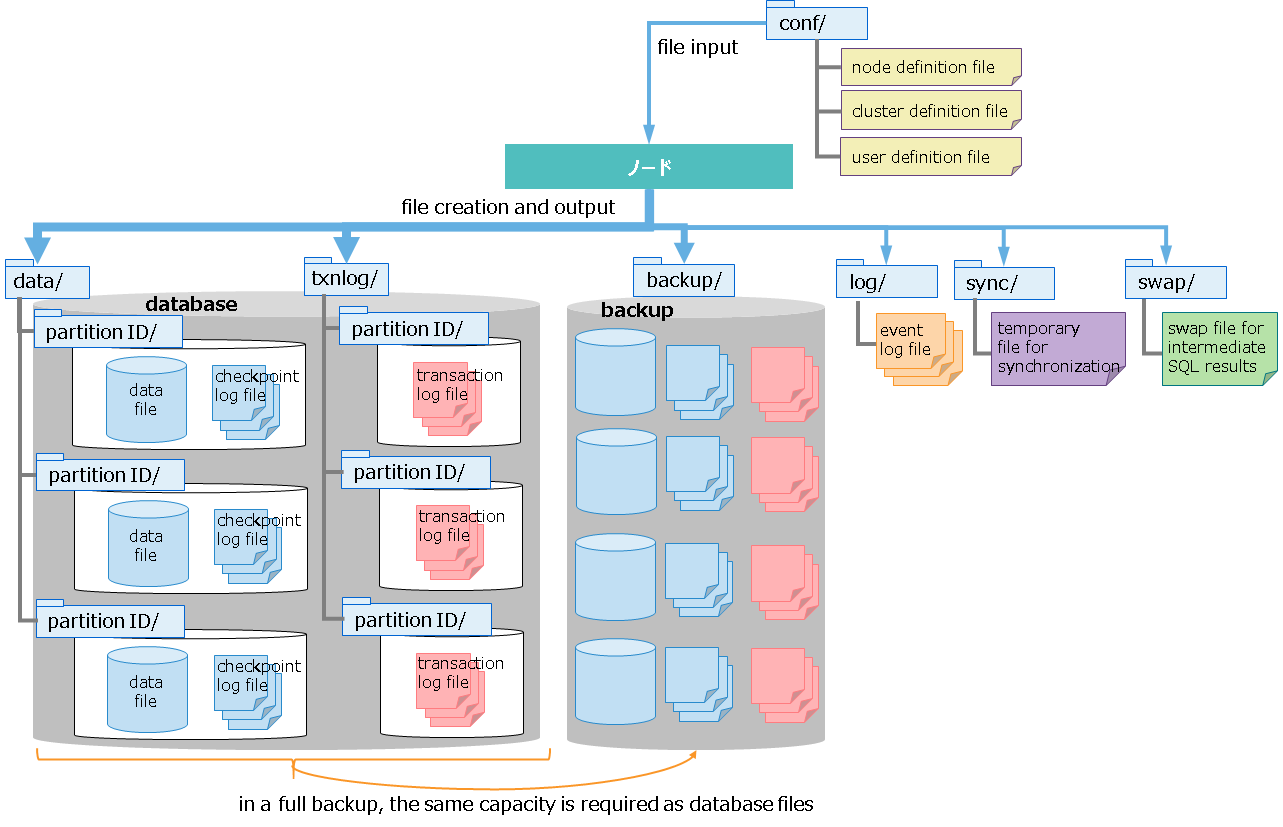 conf/
file input
node definition file
cluster definition file
user definition file
ノード
file creation and output
data/
txnlog/
backup/
log/
sync/
swap/
database
backup
partition ID/
data
file
checkpoint
log file
partition ID/
transaction
log file
event
log file
temporary
file for
synchronization
swap file for
intermediate
SQL results
partition ID/
data
file
checkpoint
log file
partition ID/
transaction
log file
partition ID/
data
file
checkpoint
log file
partition ID/
transaction
log file
in a full backup, the same capacity is required as database files